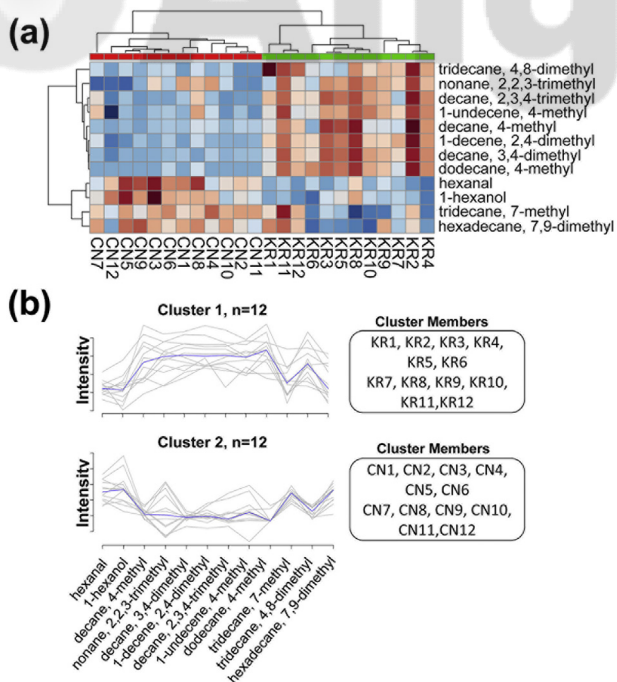 (a)
tridecane, 4,8-dimethyl
nonane, 2,2,3-trimethyl
decane, 2,3,4-trimethyl
1-undecene, 4-methyl
decane, 4-methyl
1-decene, 2,4-dimethyl
decane, 3,4-dimethyl
dodecane, 4-methyl
hexanal
1-hexanol
tridecane, 7-methyl
hexadecane, 7,9-dimethyl
CN7
CN12
CN5
CN9
CN3
CN6
CN1
CN8
CN4
CN10
CN2
CN11
KR1
KR11
KR12
KR6
KR3
KR5
KR8
KR10
KR9
KR7
KR2
KR4
(b)
Cluster 1, n=12
Intensity
Cluster Members
KR1, KR2, KR3, KR4,
KR5, KR6
KR7, KR8, KR9, KR10,
KR11,KR12
Cluster 2, n=12
Intensity
Cluster Members
CN1, CN2, CN3, CN4,
CN5, CN6
CN7, CN8, CN9, CN10,
CN11,CN12
hexanal
1-hexanol
decane, 4-methyl
nonane, 2,2,3-trimethyl
decane, 3,4-dimethyl
1-decene, 2,4-dimethyl
decane, 2,3,4-trimethyl
1-undecene, 4-methyl
dodecane, 4-methyl
tridecane, 7-methyl
tridecane, 4,8-dimethyl
hexadecane, 7,9-dimethyl